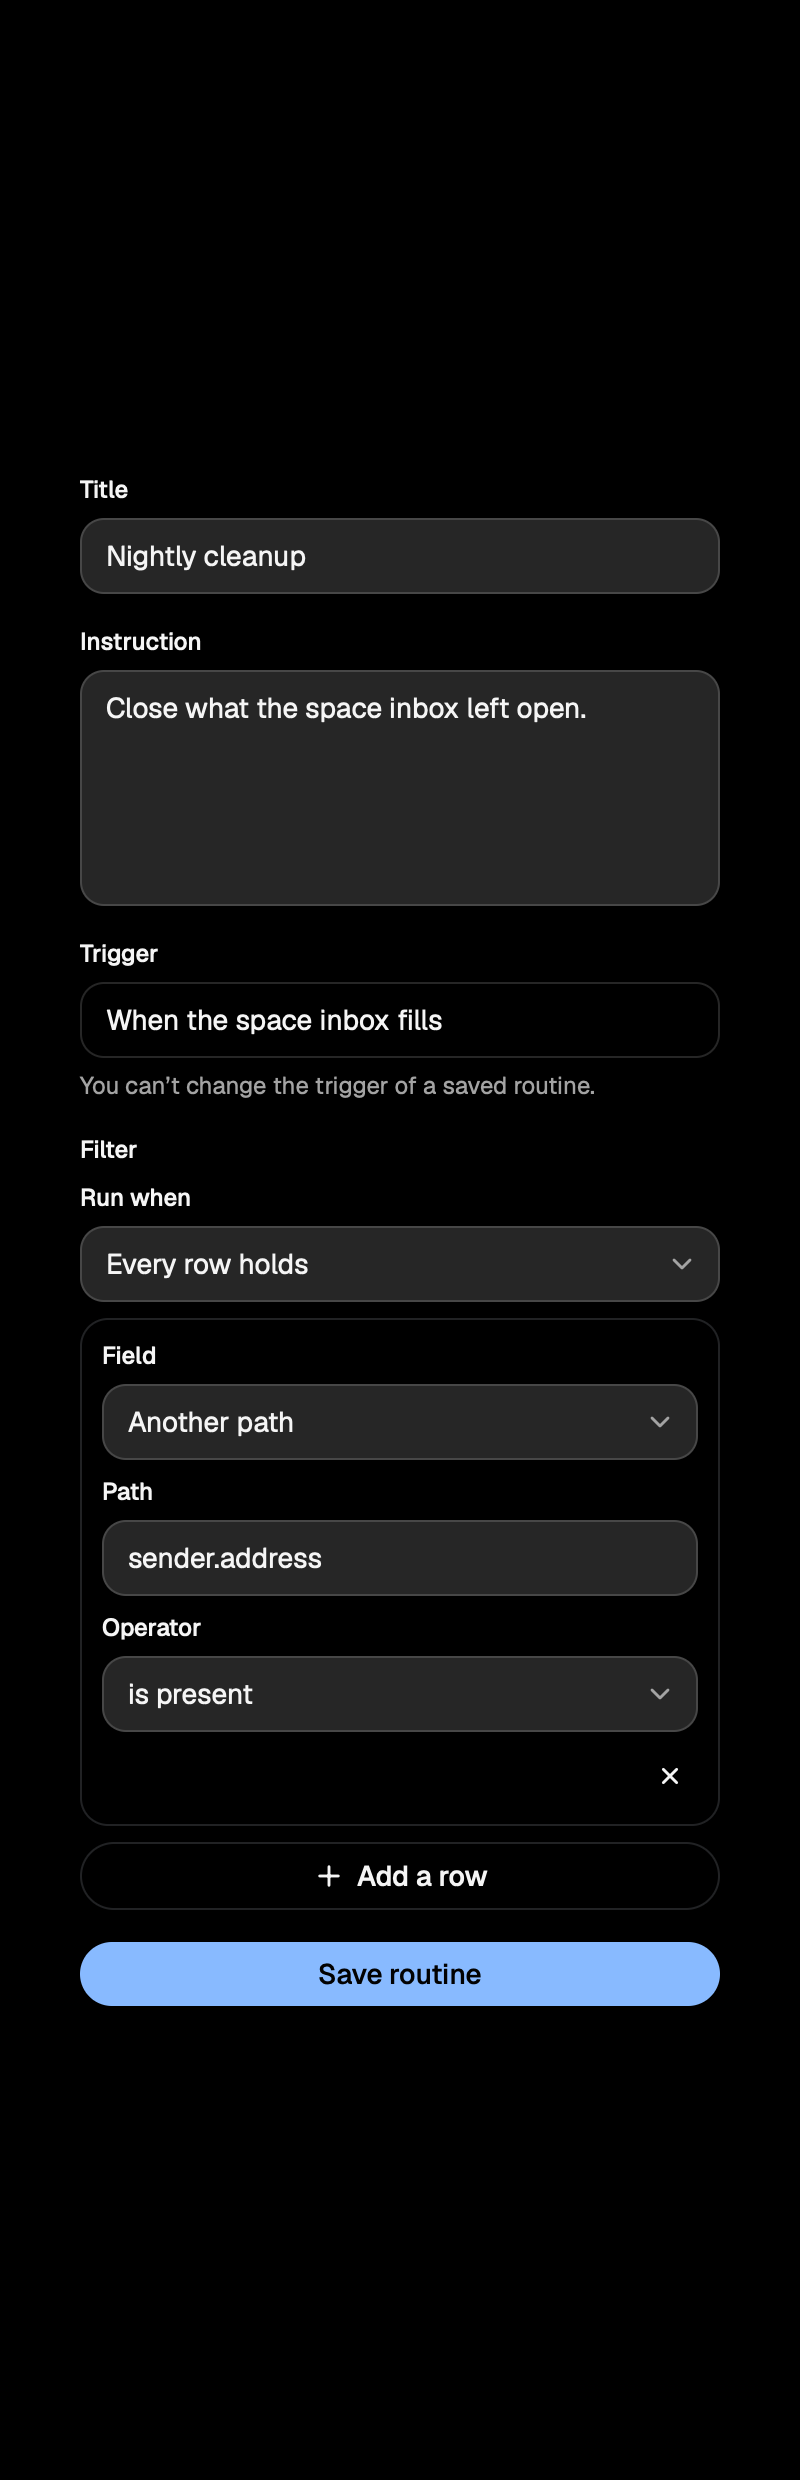 Title
Nightly cleanup
Instruction
Close what the space inbox left open.
Trigger
When the space inbox fills
You can’t change the trigger of a saved routine.
Filter
Run when
Every row holds
Field
Another path
Path
sender.address
Operator
is present
Add a row
Save routine